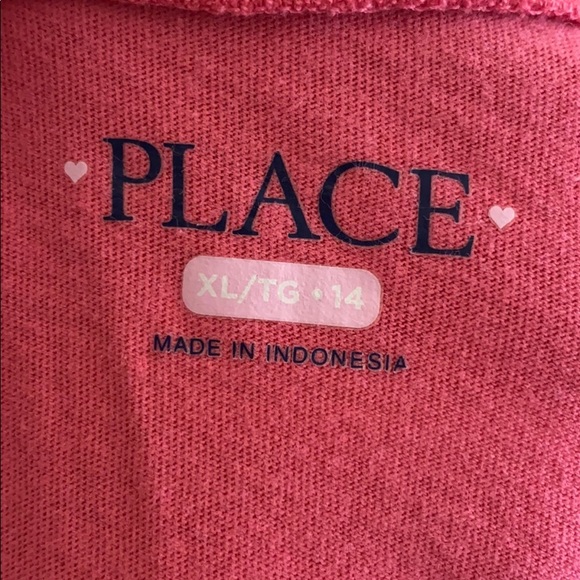 PLACE
XL/TG • 14
MADE IN INDONESIA